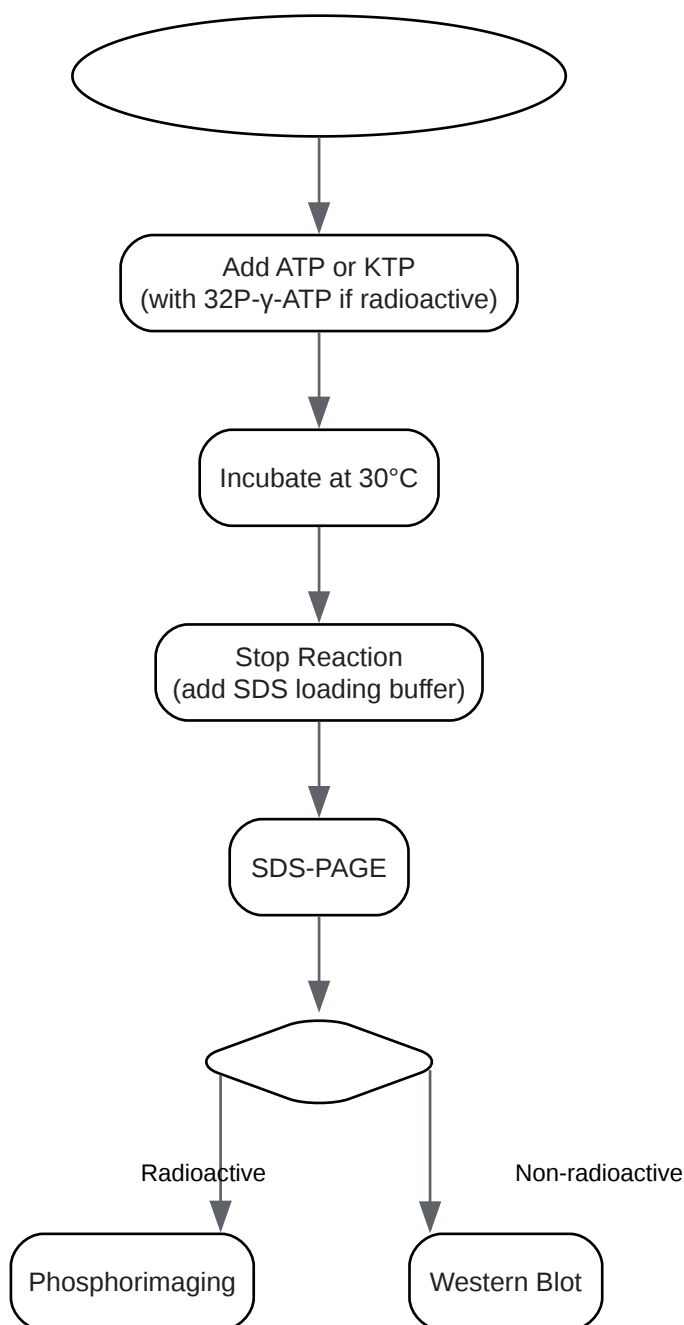 Add ATP or KTP
(with 32P-γ-ATP if radioactive)
Incubate at 30°C
Stop Reaction
(add SDS loading buffer)
SDS-PAGE
Radioactive
Non-radioactive
Phosphorimaging
Western Blot